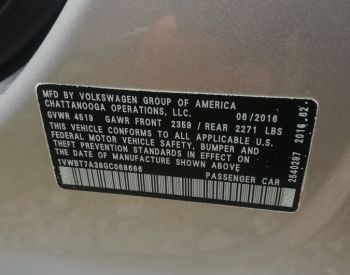 MFD BY VOLKSWAGEN GROUP OF AMERICA
CHATTANOOGA OPERATIONS, LLC. 06/2016
GVWR 4519 GAWR FRONT 2359 / REAR 2271 LBS
THIS VEHICLE CONFORMS TO ALL APPLICABLE U.S.
FEDERAL MOTOR VEHICLE SAFETY, BUMPER AND
THEFT PREVENTION STANDARDS IN EFFECT ON THE
DATE OF MANUFACTURE SHOWN ABOVE
1VWBT7A38GC068666
PASSENGER CAR
2540297 2016.02.